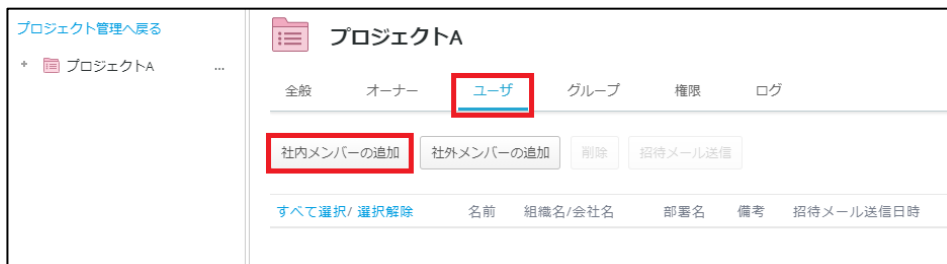 プロジェクト管理へ戻る
+ プロジェクトA ...
プロジェクトA
全般 オーナー ユーザ グループ 権限 ログ
社内メンバーの追加 社外メンバーの追加 削除 招待メール送信
すべて選択/ 選択解除 名前 組織名/会社名 部署名 備考 招待メール送信日時